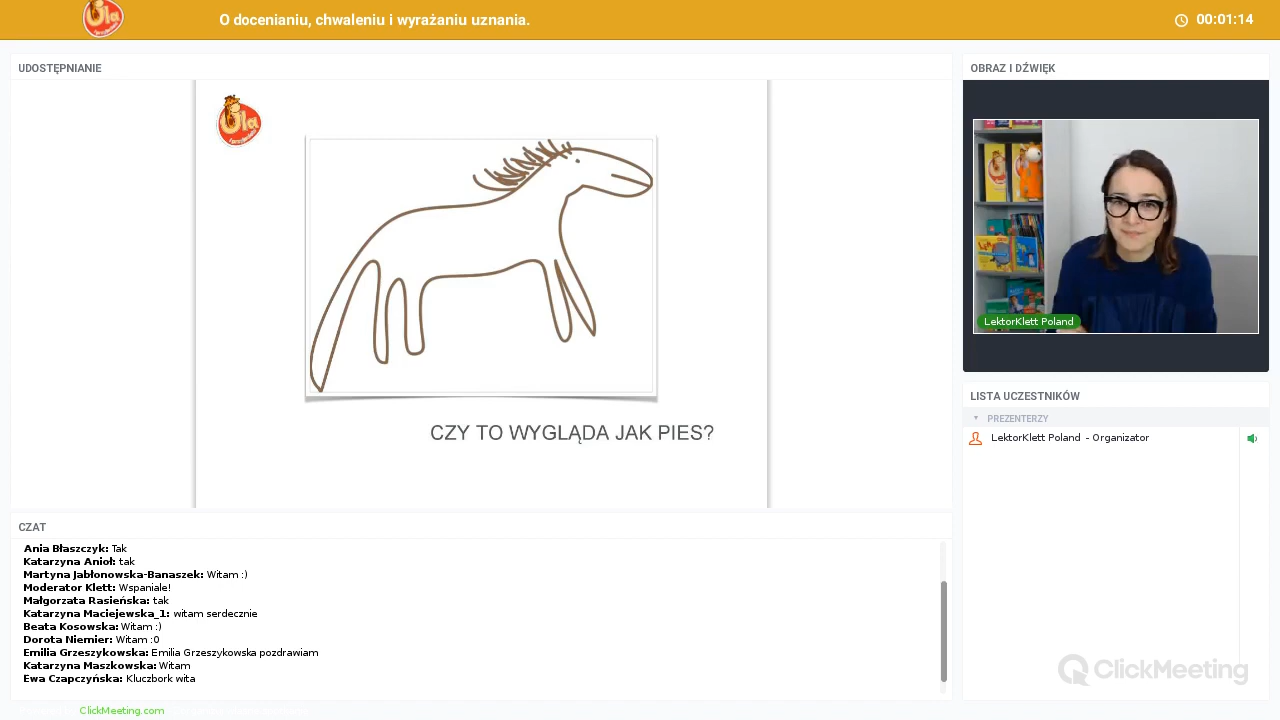 Ula
O docenianiu, chwaleniu i wyrażaniu uznania.
00:01:14
UDOSTĘPNIANIE
Ula
CZY TO WYGLĄDA JAK PIES?
CZAT
Ania Błaszczyk: Tak
Katarzyna Anioł: tak
Martyna Jabłonowska-Banaszek: Witam :)
Moderator Klett: Wspaniale!
Małgorzata Rasieńska: tak
Katarzyna Maciejewska_1: witam serdecznie
Beata Kosowska: Witam :)
Dorota Niemier: Witam :0
Emilia Grzeszykowska: Emilia Grzeszykowska pozdrawiam
Katarzyna Maszkowska: Witam
Ewa Czapczyńska: Kluczbork wita
ClickMeeting.com
OBRAZ I DŹWIĘK
LektorKlett Poland
LISTA UCZESTNIKÓW
PREZENTERZY
LektorKlett Poland - Organizator
ClickMeeting